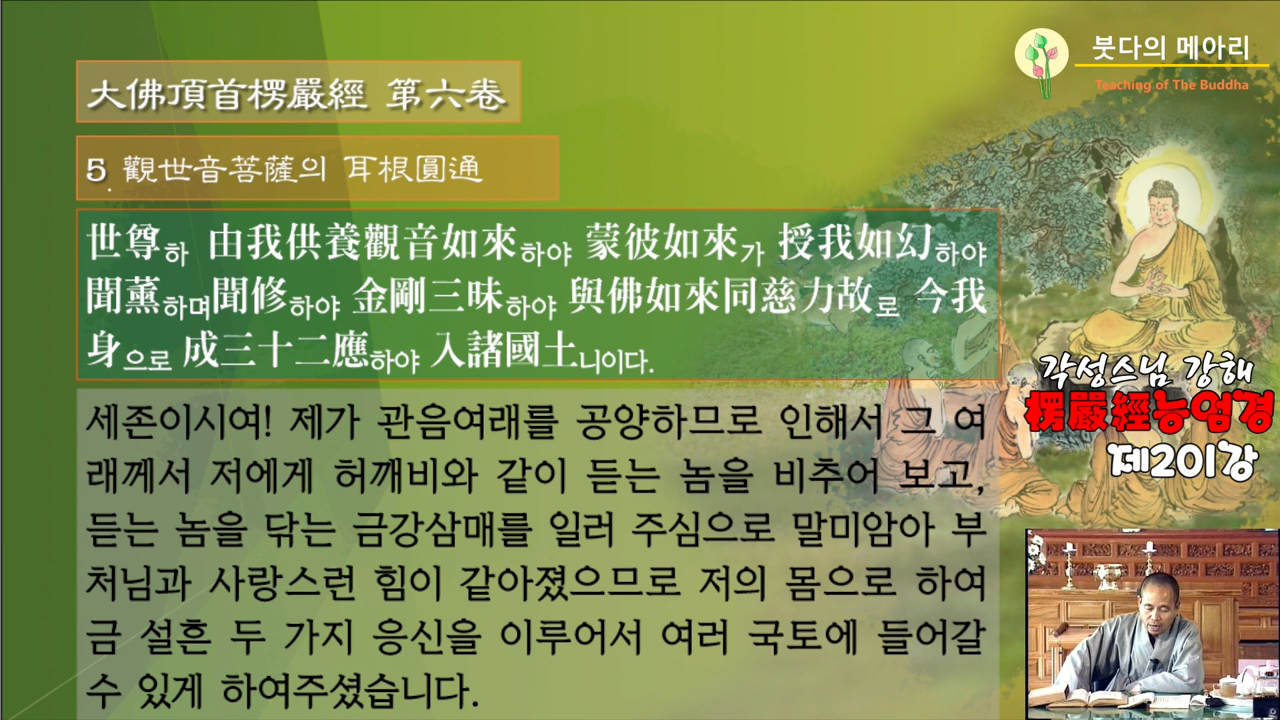 大佛頂首楞嚴經 第六卷
5. 觀世音菩薩의 耳根圓通
世尊하 由我供養觀音如來하야 蒙彼如來가 授我如幻하야
聞薰하며聞修하야 金剛三昧하야 與佛如來同慈力故로 今我
身으로 成三十二應하야 入諸國土니이다.
세존이시여! 제가 관음여래를 공양하므로 인해서 그 여
래께서 저에게 허깨비와 같이 듣는 놈을 비추어 보고,
듣는 놈을 닦는 금강삼매를 일러 주심으로 말미암아 부
처님과 사랑스런 힘이 같아졌으므로 저의 몸으로 하여
금 설흔 두 가지 응신을 이루어서 여러 국토에 들어갈
수 있게 하여주셨습니다.
붓다의 메아리
Teaching of The Buddha
각성스님 강해
楞嚴經능엄경
제201강